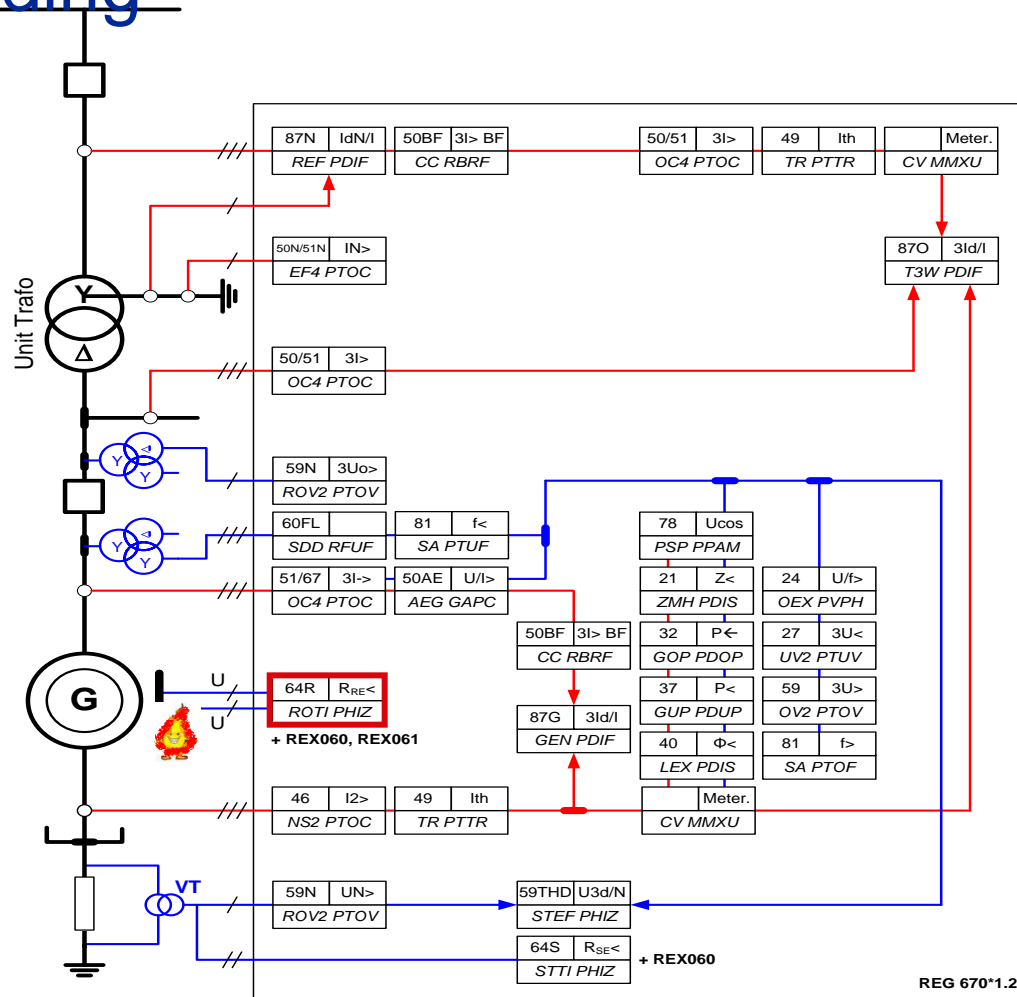 ding
87N IdN/I
REF PDIF
50BF 3I> BF
CC RBRF
50/51 3I>
OC4 PTOC
49 Ith
TR PTTR
Meter.
CV MMXU
50N/51N IN>
EF4 PTOC
87O 3Id/I
T3W PDIF
Unit Trafo
Y
Δ
50/51 3I>
OC4 PTOC
Y
Δ
Y
59N 3Uo>
ROV2 PTOV
Y
Δ
Y
60FL
SDD RFUF
81 f<
SA PTUF
78 Ucos
PSP PPAM
51/67 3I->
OC4 PTOC
50AE U/I>
AEG GAPC
21 Z<
ZMH PDIS
24 U/f>
OEX PVPH
50BF 3I> BF
CC RBRF
32 P←
GOP PDOP
27 3U<
UV2 PTUV
G
U
U
64R RRE<
ROTI PHIZ
+ REX060, REX061
87G 3Id/I
GEN PDIF
37 P<
GUP PDUP
59 3U>
OV2 PTOV
40 Φ<
LEX PDIS
81 f>
SA PTOF
46 I2>
NS2 PTOC
49 Ith
TR PTTR
Meter.
CV MMXU
VT
59N UN>
ROV2 PTOV
59THD U3d/N
STEF PHIZ
64S RSE<
STTI PHIZ
+ REX060
REG 670*1.2